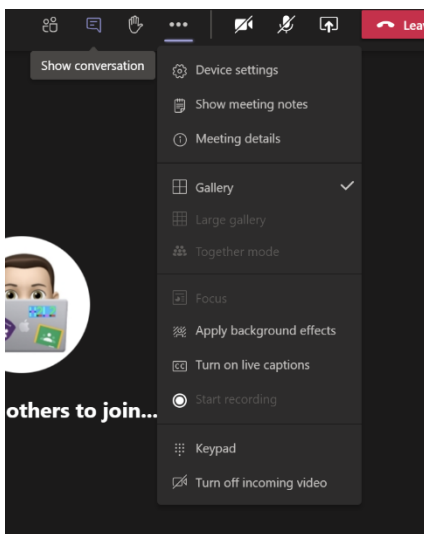 Leav
Show conversation
Device settings
Show meeting notes
Meeting details
Gallery
Large gallery
Together mode
Focus
Apply background effects
CC Turn on live captions
Start recording
others to join...
Keypad
Turn off incoming video